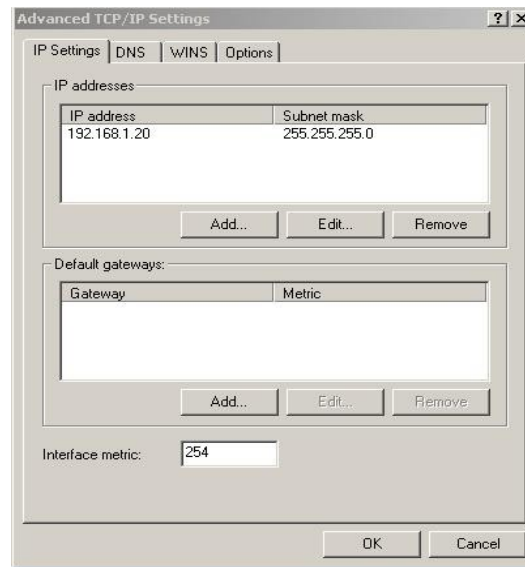 Advanced TCP/IP Settings ? X
IP Settings DNS WINS Options
IP addresses
IP address Subnet mask
192.168.1.20 255.255.255.0
Add... Edit... Remove
Default gateways:
Gateway Metric
Add... Edit... Remove
Interface metric: 254
OK Cancel